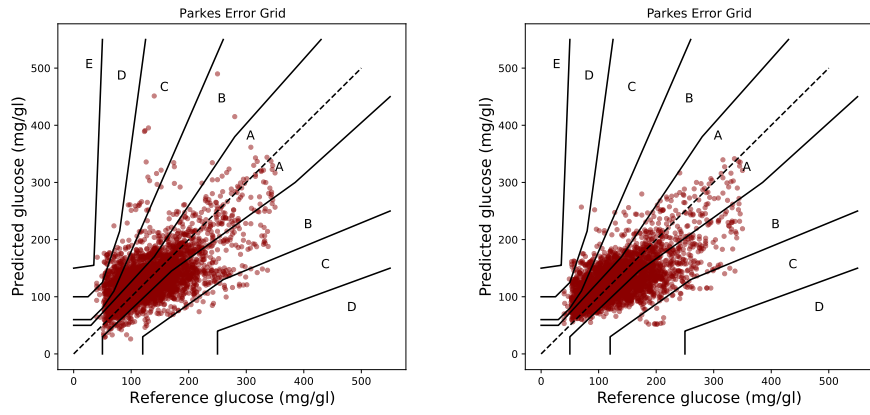 Parkes Error Grid
E
D
C
B
A
A
B
C
D
500
400
300
200
100
0
0
100
200
300
400
500
Predicted glucose (mg/gl)
Reference glucose (mg/gl)
Parkes Error Grid
E
D
C
B
A
A
B
C
D
500
400
300
200
100
0
0
100
200
300
400
500
Predicted glucose (mg/gl)
Reference glucose (mg/gl)